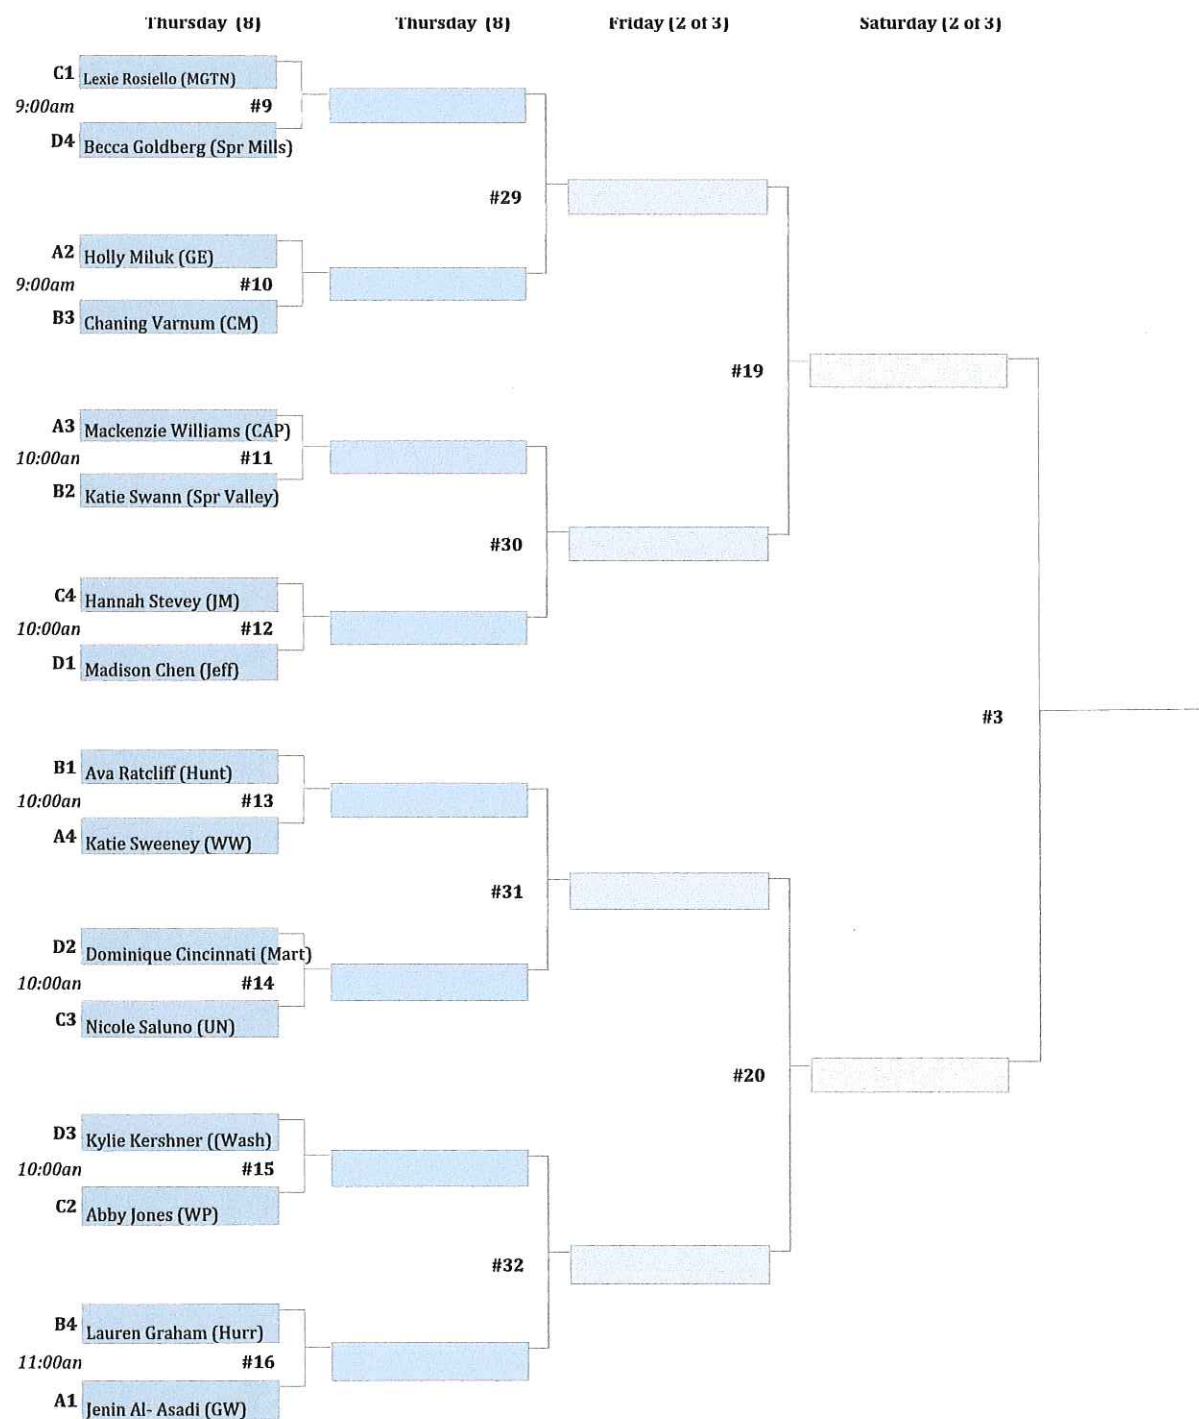 Thursday (8) Thursday (8) Friday (2 of 3) Saturday (2 of 3)
C1 Lexie Rosiello (MGTN)
9:00am #9
D4 Becca Goldberg (Spr Mills)
#29
A2 Holly Miluk (GE)
9:00am #10
B3 Chaning Varnum (CM)
#19
A3 Mackenzie Williams (CAP)
10:00an #11
B2 Katie Swann (Spr Valley)
#30
C4 Hannah Stevey (JM)
10:00an #12
D1 Madison Chen (Jeff)
#3
B1 Ava Ratcliff (Hunt)
10:00an #13
A4 Katie Sweeney (WW)
#31
D2 Dominique Cincinnati (Mart)
10:00an #14
C3 Nicole Saluno (UN)
#20
D3 Kylie Kershner ((Wash)
10:00an #15
C2 Abby Jones (WP)
#32
B4 Lauren Graham (Hurr)
11:00an #16
A1 Jenin Al- Asadi (GW)